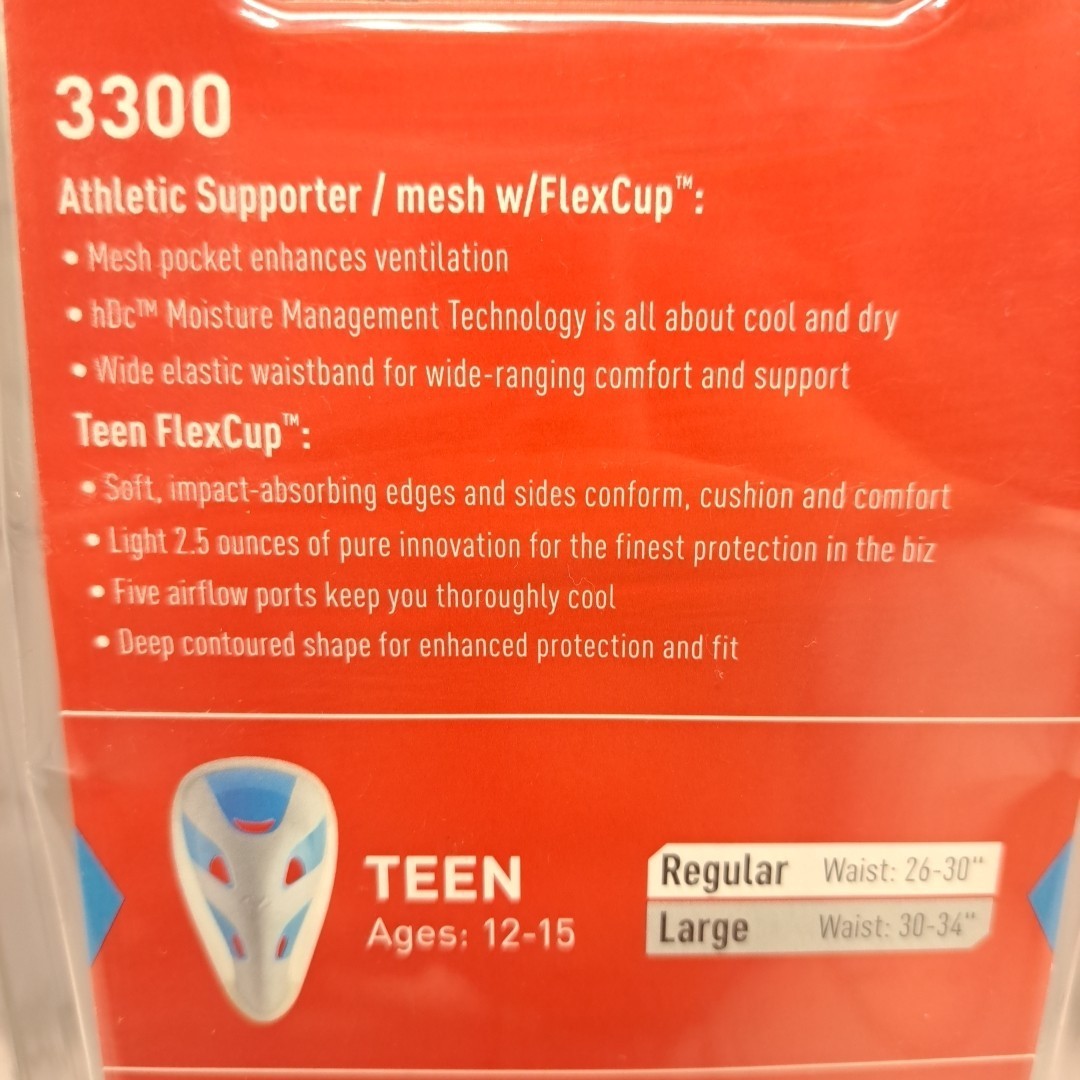 3300
Athletic Supporter / mesh w/FlexCup™:
• Mesh pocket enhances ventilation
• hDc™ Moisture Management Technology is all about cool and dry
• Wide elastic waistband for wide-ranging comfort and support
Teen FlexCup™:
• Soft, impact-absorbing edges and sides conform, cushion and comfort
• Light 2.5 ounces of pure innovation for the finest protection in the biz
• Five airflow ports keep you thoroughly cool
• Deep contoured shape for enhanced protection and fit
TEEN
Ages: 12-15
Regular Waist: 26-30"
Large Waist: 30-34"